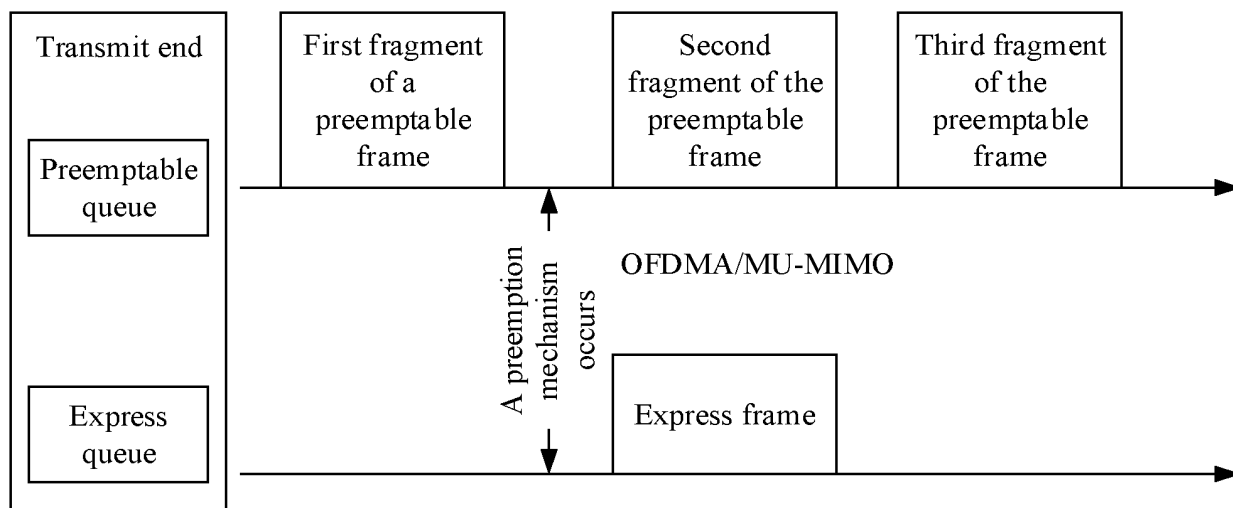 Transmit end
Preemptable
queue
Express
queue
First fragment
of a
preemptable
frame
Second
fragment of the
preemptable
frame
Third fragment
of the
preemptable
frame
A preemption
mechanism
occurs
OFDMA/MU-MIMO
Express frame